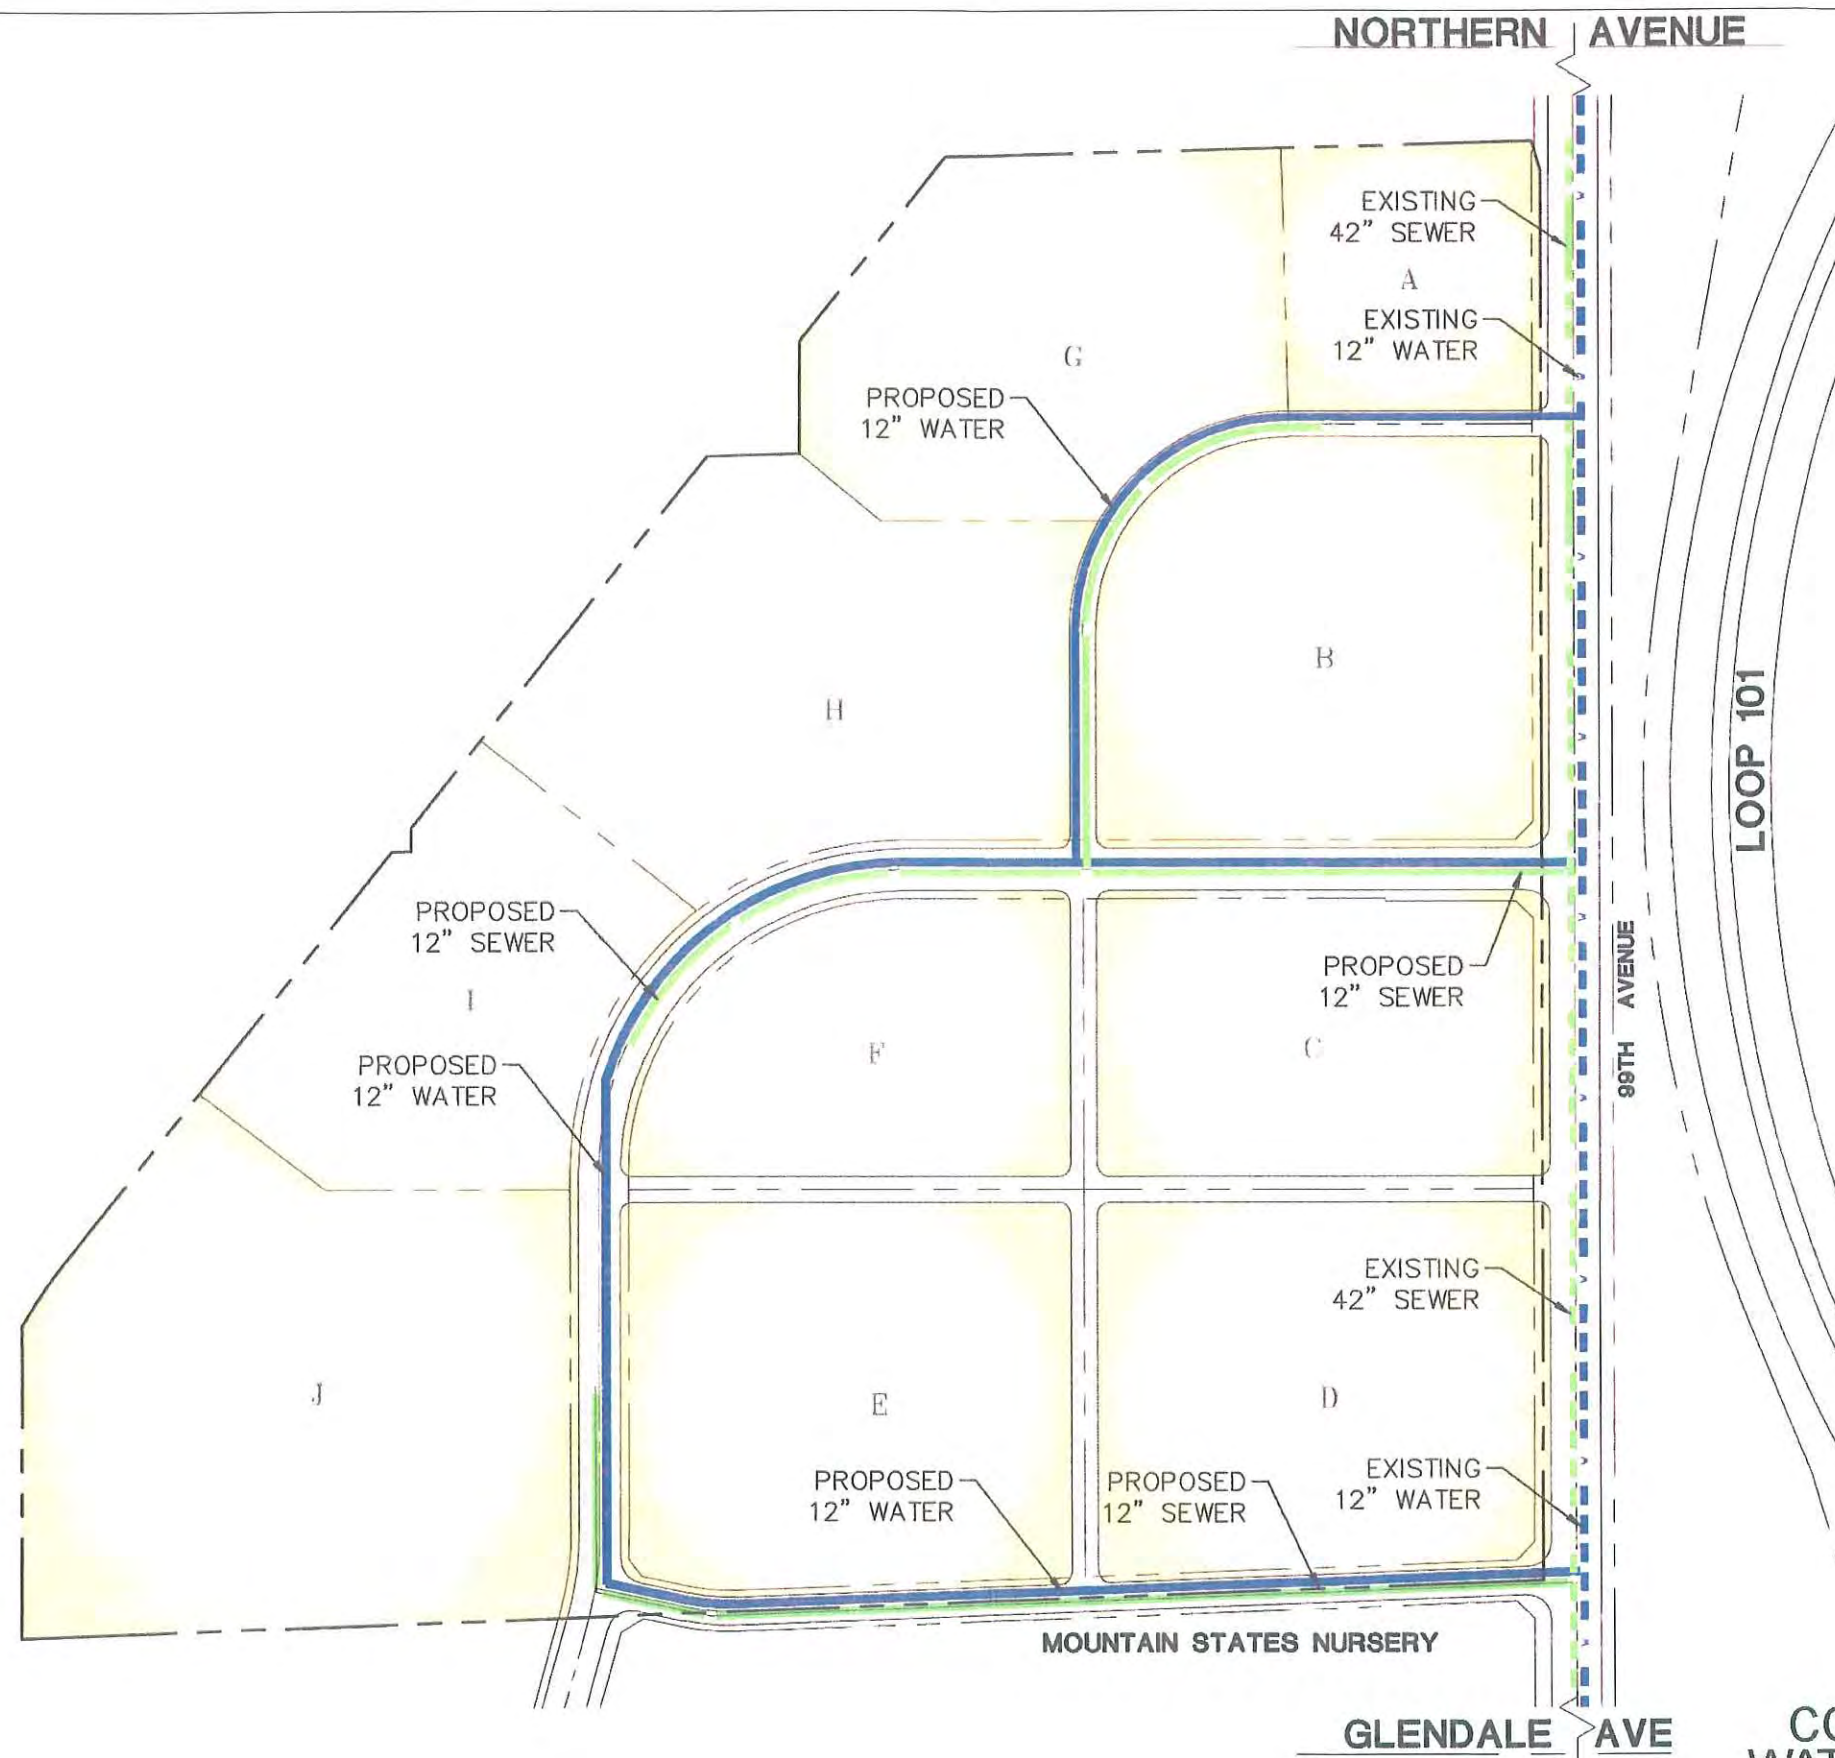 NORTHERN AVENUE
EXISTING
42" SEWER
A
EXISTING
12" WATER
G
PROPOSED
12" WATER
B
H
LOOP 101
PROPOSED
12" SEWER
99TH AVENUE
PROPOSED
12" SEWER
I
F
C
PROPOSED
12" WATER
EXISTING
42" SEWER
J
E
D
PROPOSED
12" WATER
PROPOSED
12" SEWER
EXISTING
12" WATER
MOUNTAIN STATES NURSERY
GLENDALE AVE